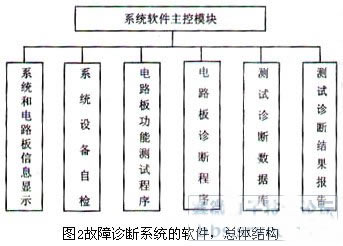 系统软件主控模块
系统和电路板信息显示
系统设备自检
电路板功能测试程序
电路板诊断程序
测试诊断数据库
测试诊断结果报告
图2故障诊断系统的软件，总体结构